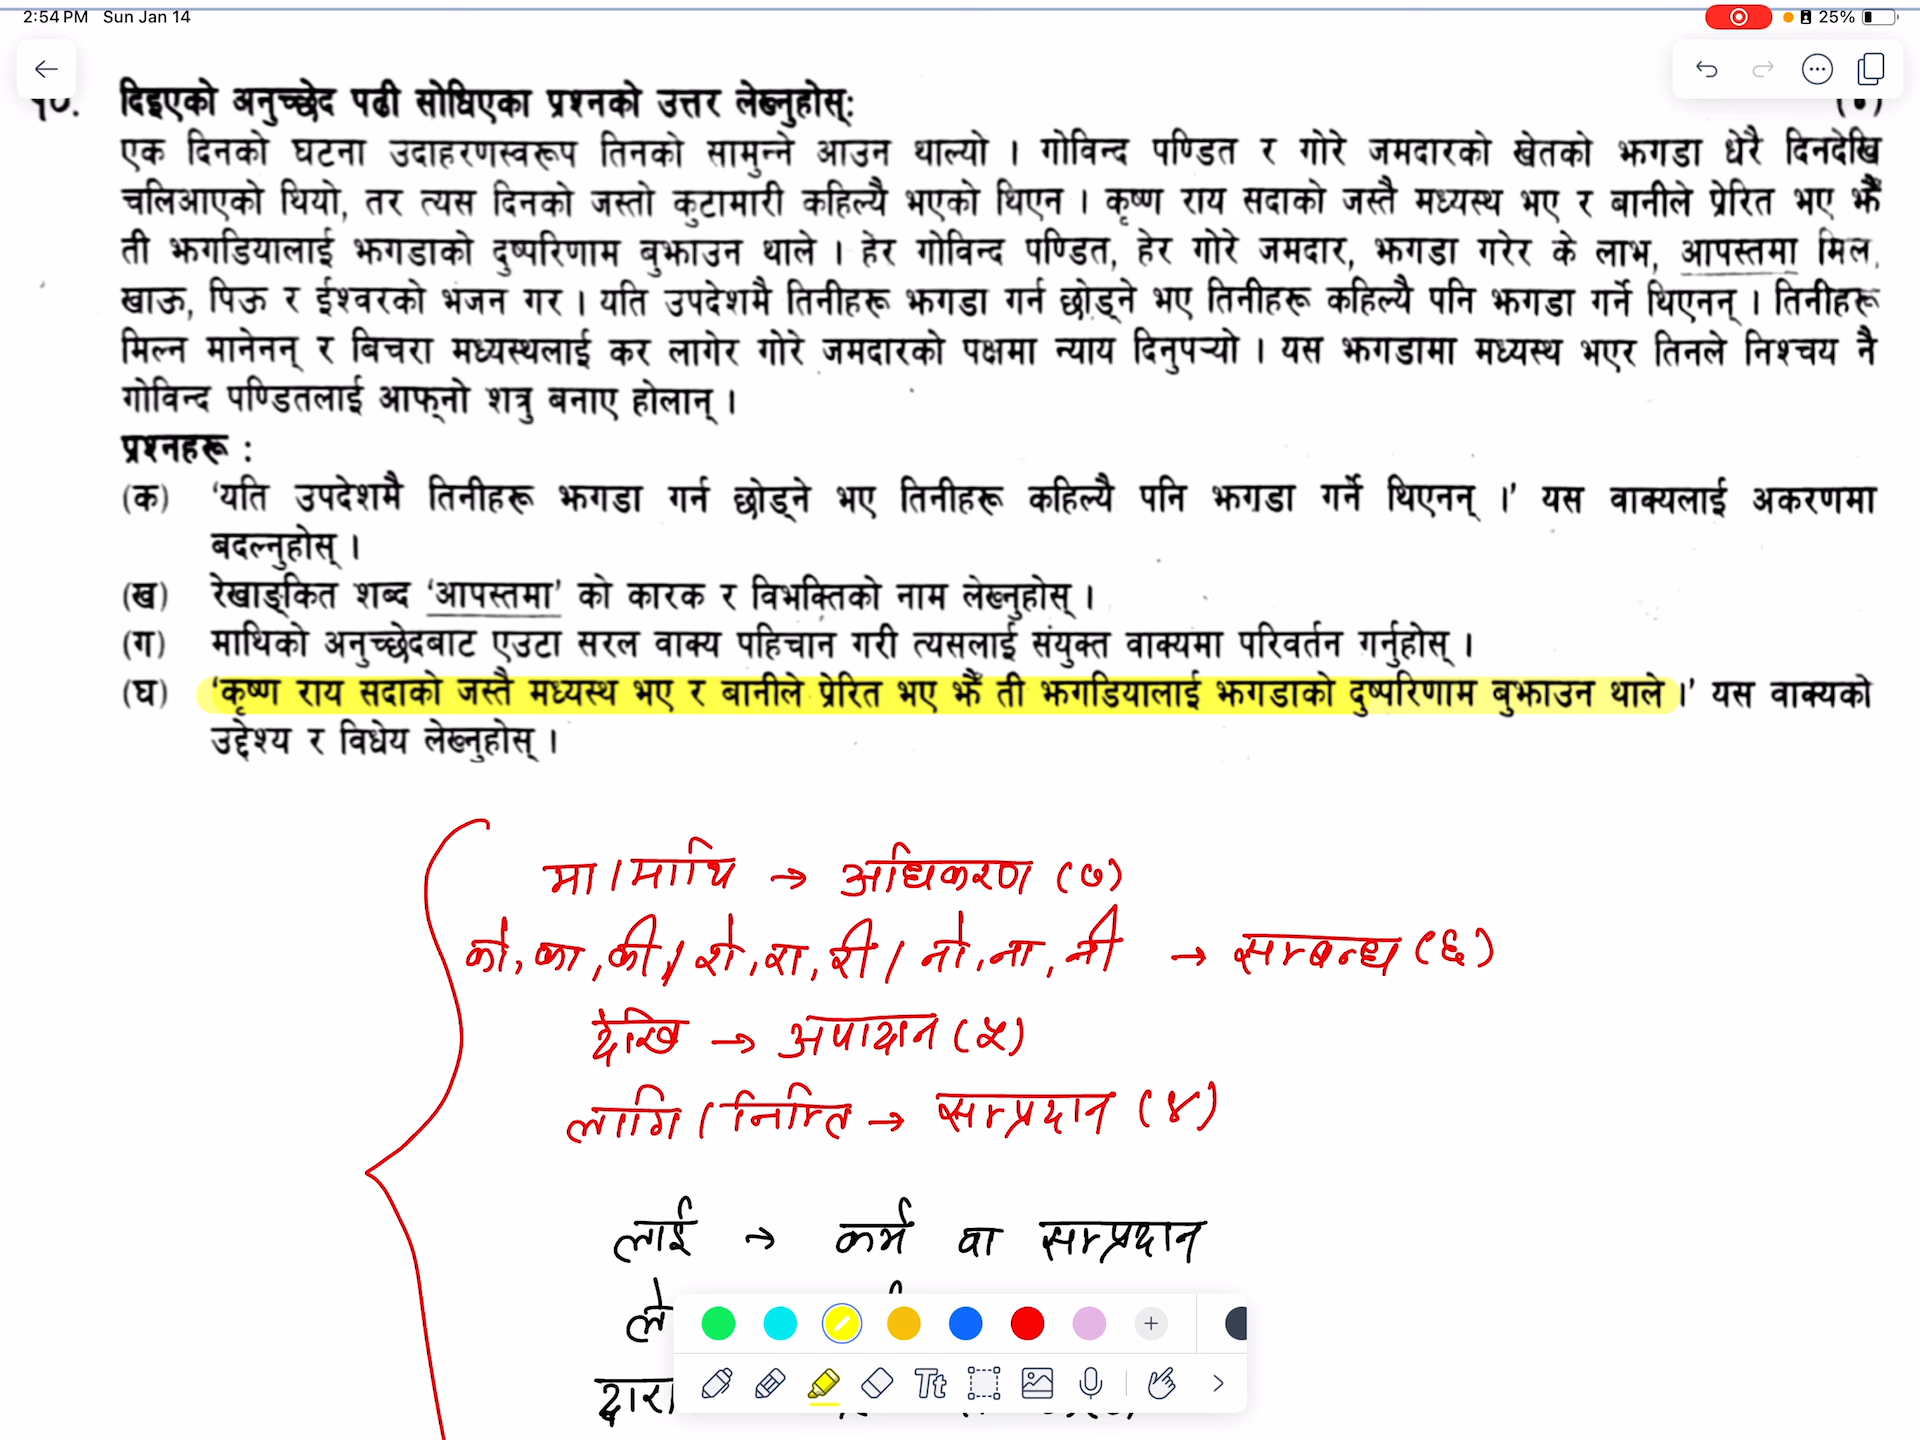 2:54 PM Sun Jan 14
25%
दिइएको अनुच्छेद पढी सोधिएका प्रश्नको उत्तर लेख्नुहोस्:
एक दिनको घटना उदाहरणस्वरूप तिनको सामुन्ने आउन थाल्यो । गोविन्द पण्डित र गोरे जमदारको खेतको झगडा धेरै दिनदेखि
चलिआएको थियो, तर त्यस दिनको जस्तो कुटामारी कहिल्यै भएको थिएन । कृष्ण राय सदाको जस्तै मध्यस्थ भए र बानीले प्रेरित भए झैँ
ती झगडियालाई झगडाको दुष्परिणाम बुझाउन थाले । हेर गोविन्द पण्डित, हेर गोरे जमदार, झगडा गरेर के लाभ, आपस्तमा मिल,
खाऊ, पिऊ र ईश्वरको भजन गर । यति उपदेशमै तिनीहरू झगडा गर्न छोड्ने भए तिनीहरू कहिल्यै पनि झगडा गर्ने थिएनन् । तिनीहरू
मिल्न मानेनन् र बिचरा मध्यस्थलाई कर लागेर गोरे जमदारको पक्षमा न्याय दिनुपऱ्यो । यस झगडामा मध्यस्थ भएर तिनले निश्चय नै
गोविन्द पण्डितलाई आफ्नो शत्रु बनाए होलान् ।
प्रश्नहरू :
(क) 'यति उपदेशमै तिनीहरू झगडा गर्न छोड्ने भए तिनीहरू कहिल्यै पनि झगडा गर्ने थिएनन् ।' यस वाक्यलाई अकरणमा
बदल्नुहोस् ।
(ख) रेखाङ्कित शब्द 'आपस्तमा' को कारक र विभक्तिको नाम लेख्नुहोस् ।
(ग) माथिको अनुच्छेदबाट एउटा सरल वाक्य पहिचान गरी त्यसलाई संयुक्त वाक्यमा परिवर्तन गर्नुहोस् ।
(घ) 'कृष्ण राय सदाको जस्तै मध्यस्थ भए र बानीले प्रेरित भए झैँ ती झगडियालाई झगडाको दुष्परिणाम बुझाउन थाले ।' यस वाक्यको
उद्देश्य र विधेय लेख्नुहोस् ।
मा / माथि → अधिकरण (७)
को, का, की / रो, रा, री / नो, ना, नी → सम्बन्ध (६)
देखि → अपादान (५)
लागि / निम्ति → सम्प्रदान (४)
लाई → कर्म वा सम्प्रदान
ले
द्वारा
Tt